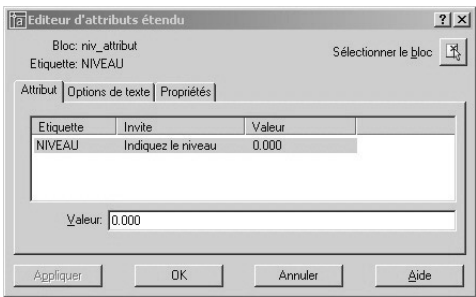 Editeur d'attributs étendu
Bloc: niv_attribut
Sélectionner le bloc
Etiquette: NIVEAU
Attribut Options de texte Propriétés
Etiquette Invite Valeur
NIVEAU Indiquez le niveau 0.000
Valeur: 0.000
Appliquer OK Annuler Aide